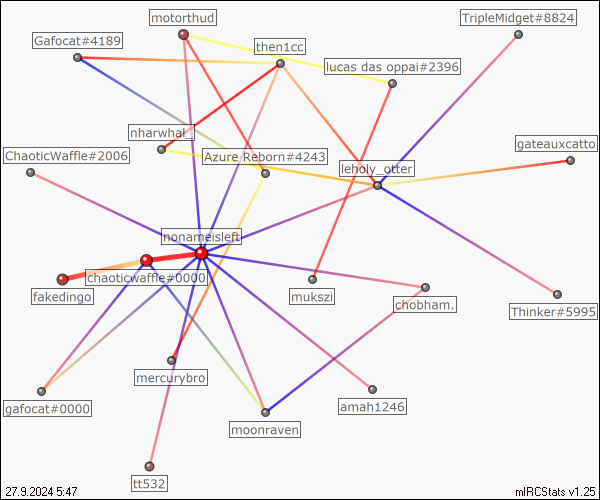 motorthud
TripleMidget#8824
Gafocat#4189
then1cc
lucas das oppai#2396
nharwhal_
gateauxcatto
ChaoticWaffle#2006
Azure Reborn#4243
leholy_otter
nonameisleft
chaoticwaffle#0000
fakedingo
mukszi
chobham.
Thinker#5995
mercurybro
gafocat#0000
amah1246
moonraven
tt532
27.9.2024 5:47
mIRCStats v1.25